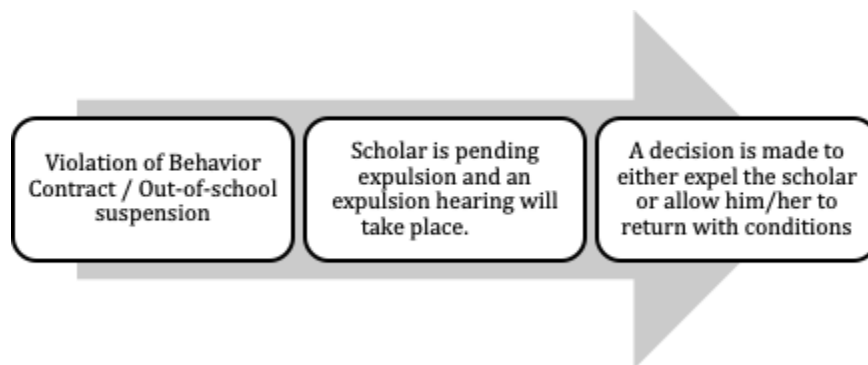 Violation of Behavior
Contract / Out-of-school
suspension
Scholar is pending
expulsion and an
expulsion hearing will
take place.
A decision is made to
either expel the scholar
or allow him/her to
return with conditions